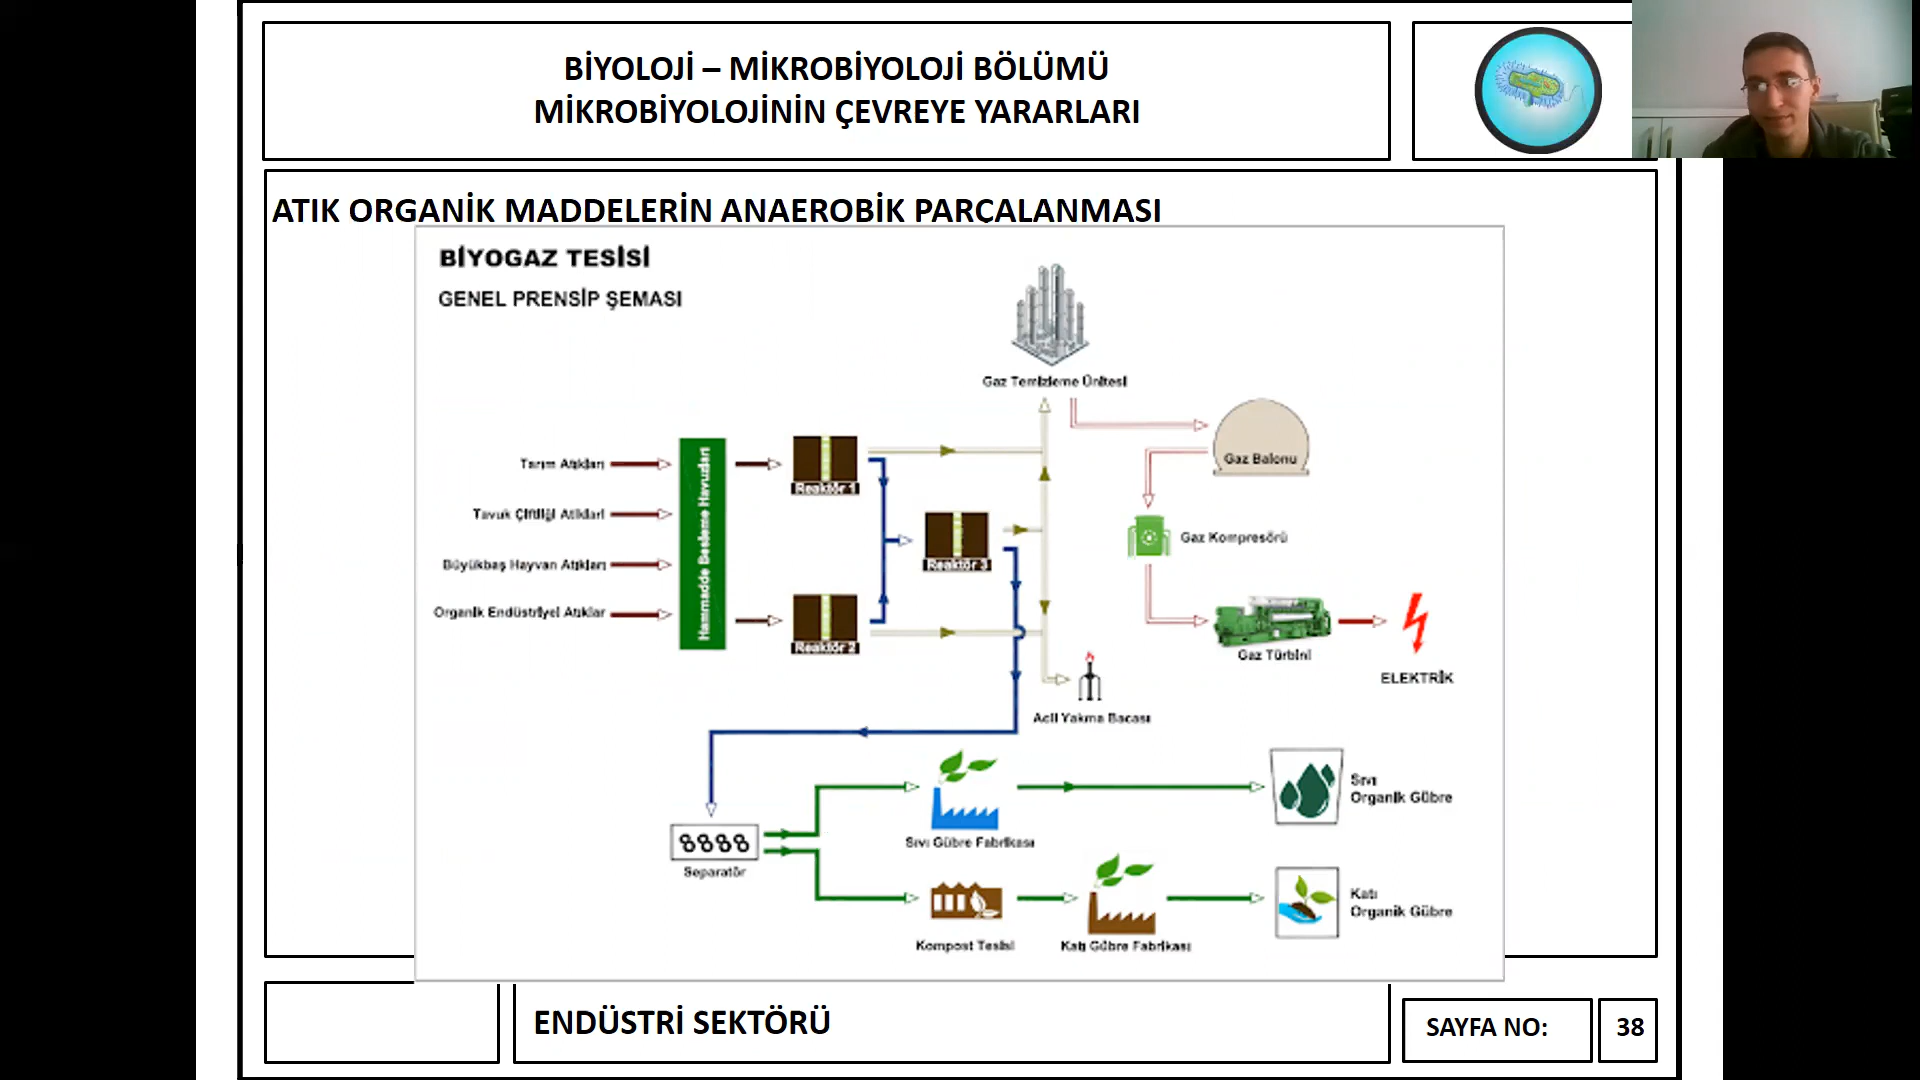 BİYOLOJİ – MİKROBİYOLOJİ BÖLÜMÜ
MİKROBİYOLOJİNİN ÇEVREYE YARARLARI
ATIK ORGANİK MADDELERİN ANAEROBİK PARÇALANMASI
BİYOGAZ TESİSİ
GENEL PRENSİP ŞEMASI
Gaz Temizleme Ünitesi
Gaz Balonu
Tarım Atıkları
Tavuk Çiftliği Atıkları
Büyükbaş Hayvan Atıkları
Organik Endüstriyel Atıklar
Hammadde Besleme Havuzları
Reaktör 1
Reaktör 3
Reaktör 2
Gaz Kompresörü
Gaz Türbini
ELEKTRİK
Acil Yakma Bacası
Separatör
Sıvı Gübre Fabrikası
Sıvı
Organik Gübre
Kompost Tesisi
Katı Gübre Fabrikası
Katı
Organik Gübre
ENDÜSTRİ SEKTÖRÜ
SAYFA NO:
38